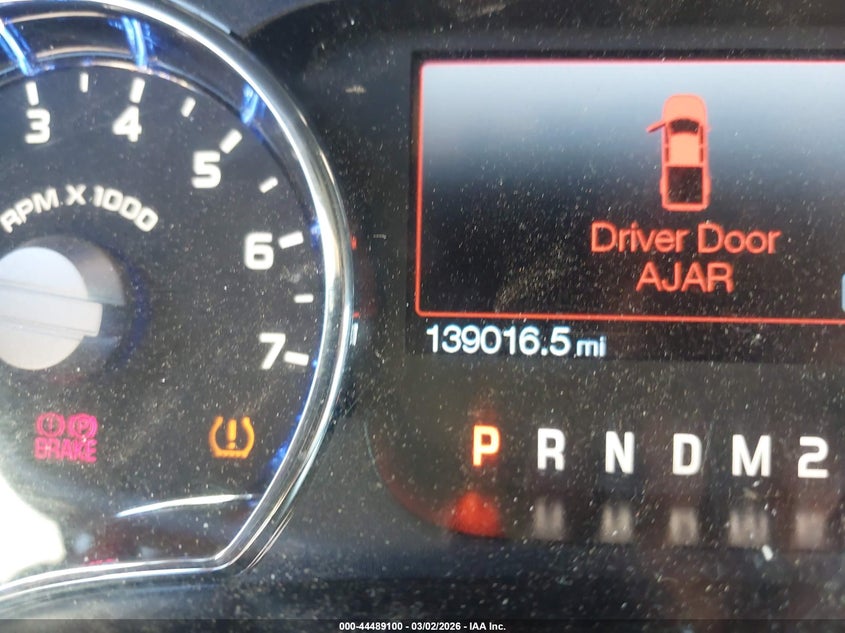 3
4
5
6
7
RPM X 1000
BRAKE
P
!
Driver Door
AJAR
139016.5 mi
P R N D M 2
000-44489100 - 03/02/2026 - IAA Inc.